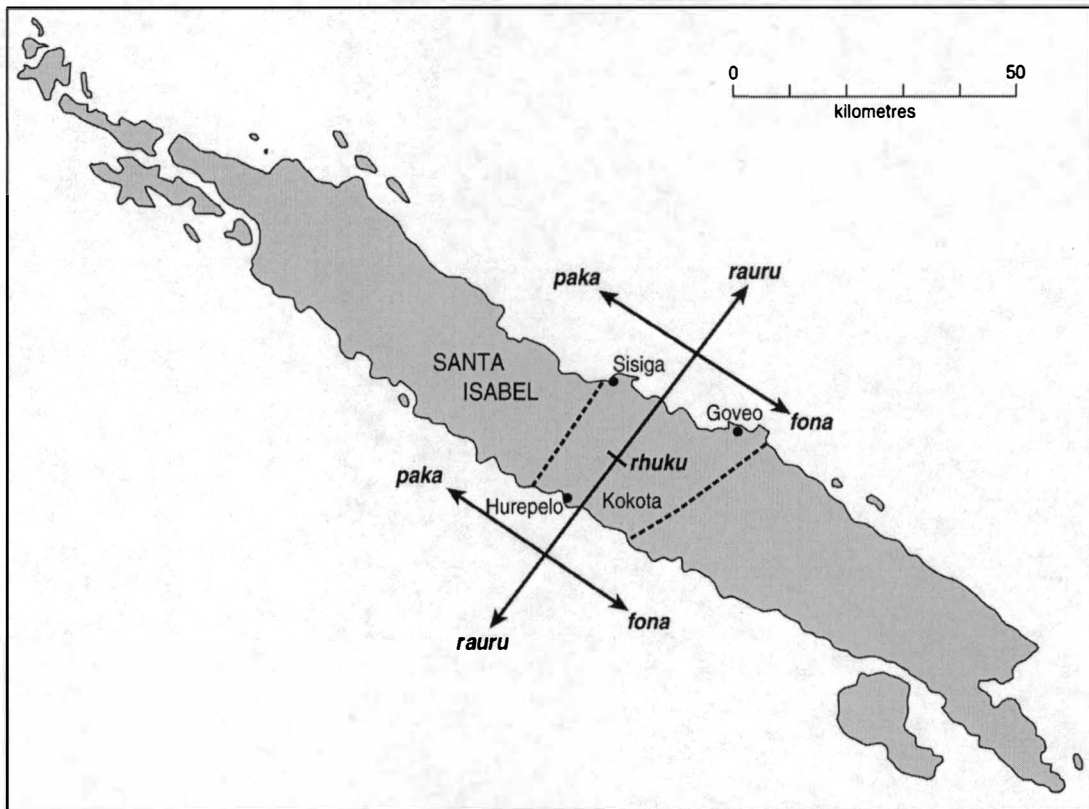 0 50
kilometres
paka rauru
SANTA
ISABEL
Sisiga
Goveo
fona
rhuku
paka
Hurepelo Kokota
fona
rauru